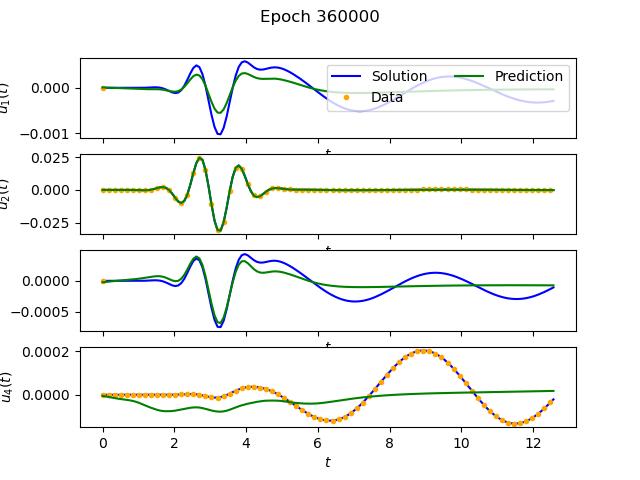 Epoch 360000
u₁(t)
0.000
−0.001
Solution
Data
Prediction
u₂(t)
0.025
0.000
−0.025
0.0000
−0.0005
u₄(t)
0.0002
0.0000
0 2 4 6 8 10 12
t